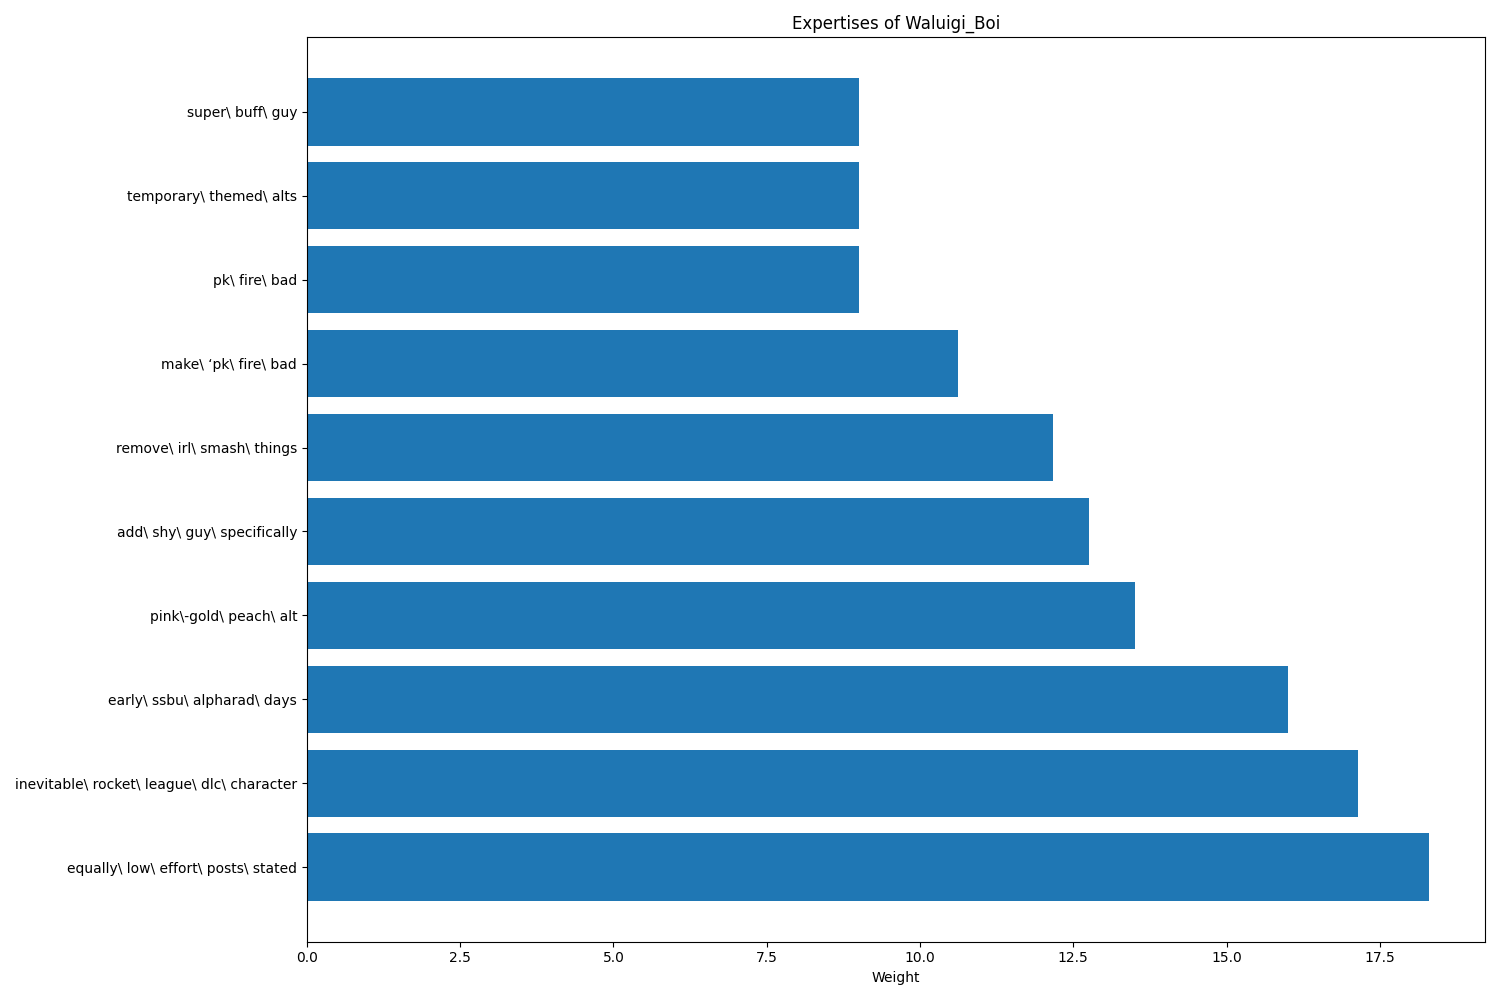 Expertises of Waluigi_Boi
super\ buff\ guy
temporary\ themed\ alts
pk\ fire\ bad
make\ ‘pk\ fire\ bad
remove\ irl\ smash\ things
add\ shy\ guy\ specifically
pink\-gold\ peach\ alt
early\ ssbu\ alpharad\ days
inevitable\ rocket\ league\ dlc\ character
equally\ low\ effort\ posts\ stated
0.0 2.5 5.0 7.5 10.0 12.5 15.0 17.5
Weight